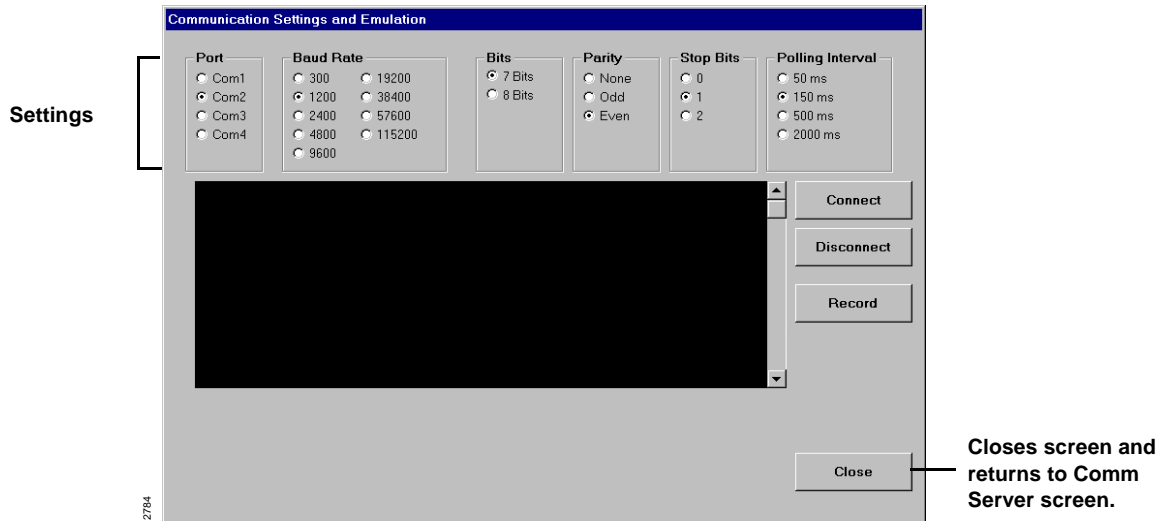 Communication Settings and Emulation
Settings
Port
Com1
Com2
Com3
Com4
Baud Rate
300
1200
2400
4800
9600
19200
38400
57600
115200
Bits
7 Bits
8 Bits
Parity
None
Odd
Even
Stop Bits
0
1
2
Polling Interval
50 ms
150 ms
500 ms
2000 ms
Connect
Disconnect
Record
Close
Closes screen and
returns to Comm
Server screen.
2784